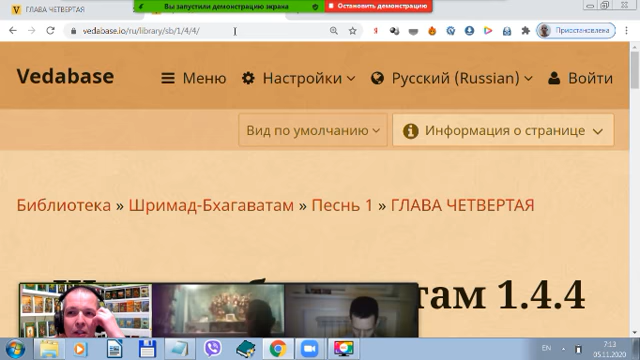 ГЛАВА ЧЕТВЕРТАЯ
Вы запустили демонстрацию экрана
Остановить демонстрацию
vedabase.io/ru/library/sb/1/4/4/
Приостановлена
Vedabase
Меню
Настройки
Русский (Russian)
Войти
Вид по умолчанию
Информация о странице
Библиотека » Шримад-Бхагаватам » Песнь 1 » ГЛАВА ЧЕТВЕРТАЯ
там 1.4.4
EN
7:13
05.11.2020